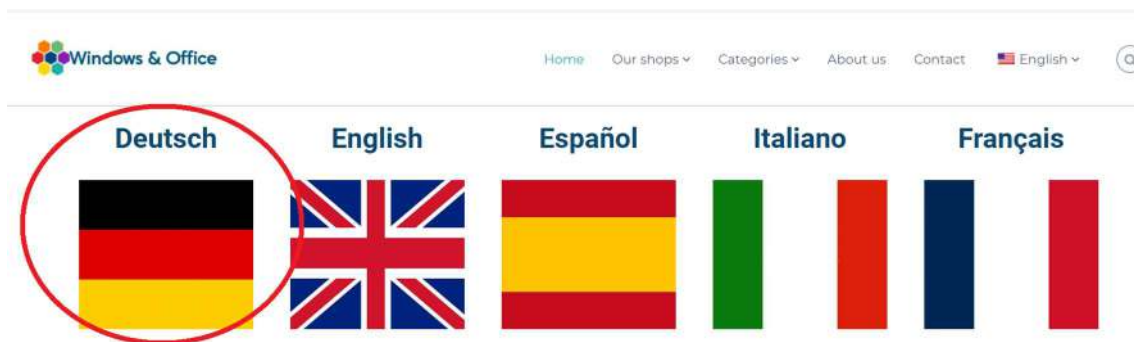 Windows & Office
Home Our shops Categories About us Contact English
Deutsch English Español Italiano Français